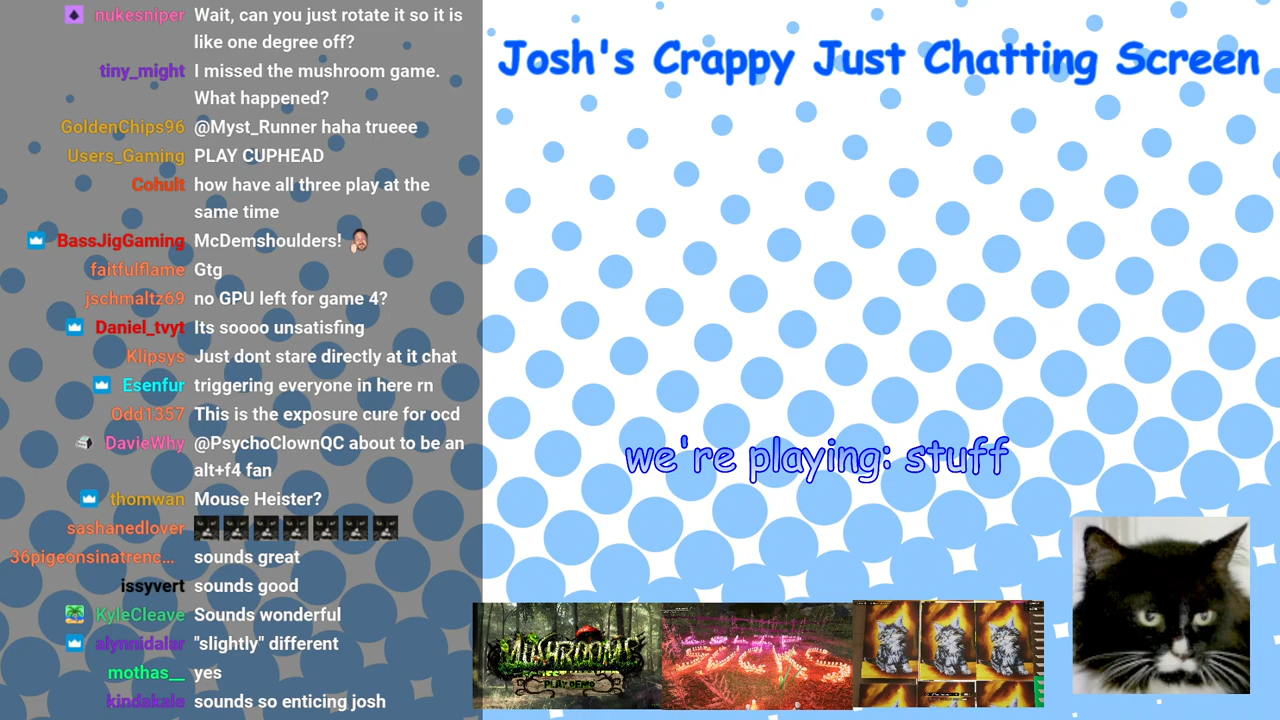 nukesniper Wait, can you just rotate it so it is
like one degree off?
tiny_might I missed the mushroom game.
What happened?
GoldenChips96 @Myst_Runner haha trueee
Users_Gaming PLAY CUPHEAD
Cohult how have all three play at the
same time
BassJigGaming McDemshoulders!
faitfulflame Gtg
jschmaltz69 no GPU left for game 4?
Daniel_tvyt Its soooo unsatisfing
Klipsys Just dont stare directly at it chat
Esenfur triggering everyone in here rn
Odd1357 This is the exposure cure for ocd
DavieWhy @PsychoClownQC about to be an
alt+f4 fan
thomwan Mouse Heister?
sashanedlover
36pigeonsinatrenc... sounds great
issyvert sounds good
KyleCleave Sounds wonderful
alynnidalar "slightly" different
mothas__ yes
kindakale sounds so enticing josh
Josh's Crappy Just Chatting Screen
we're playing: stuff
MUSHROOMS
PLAY DEMO